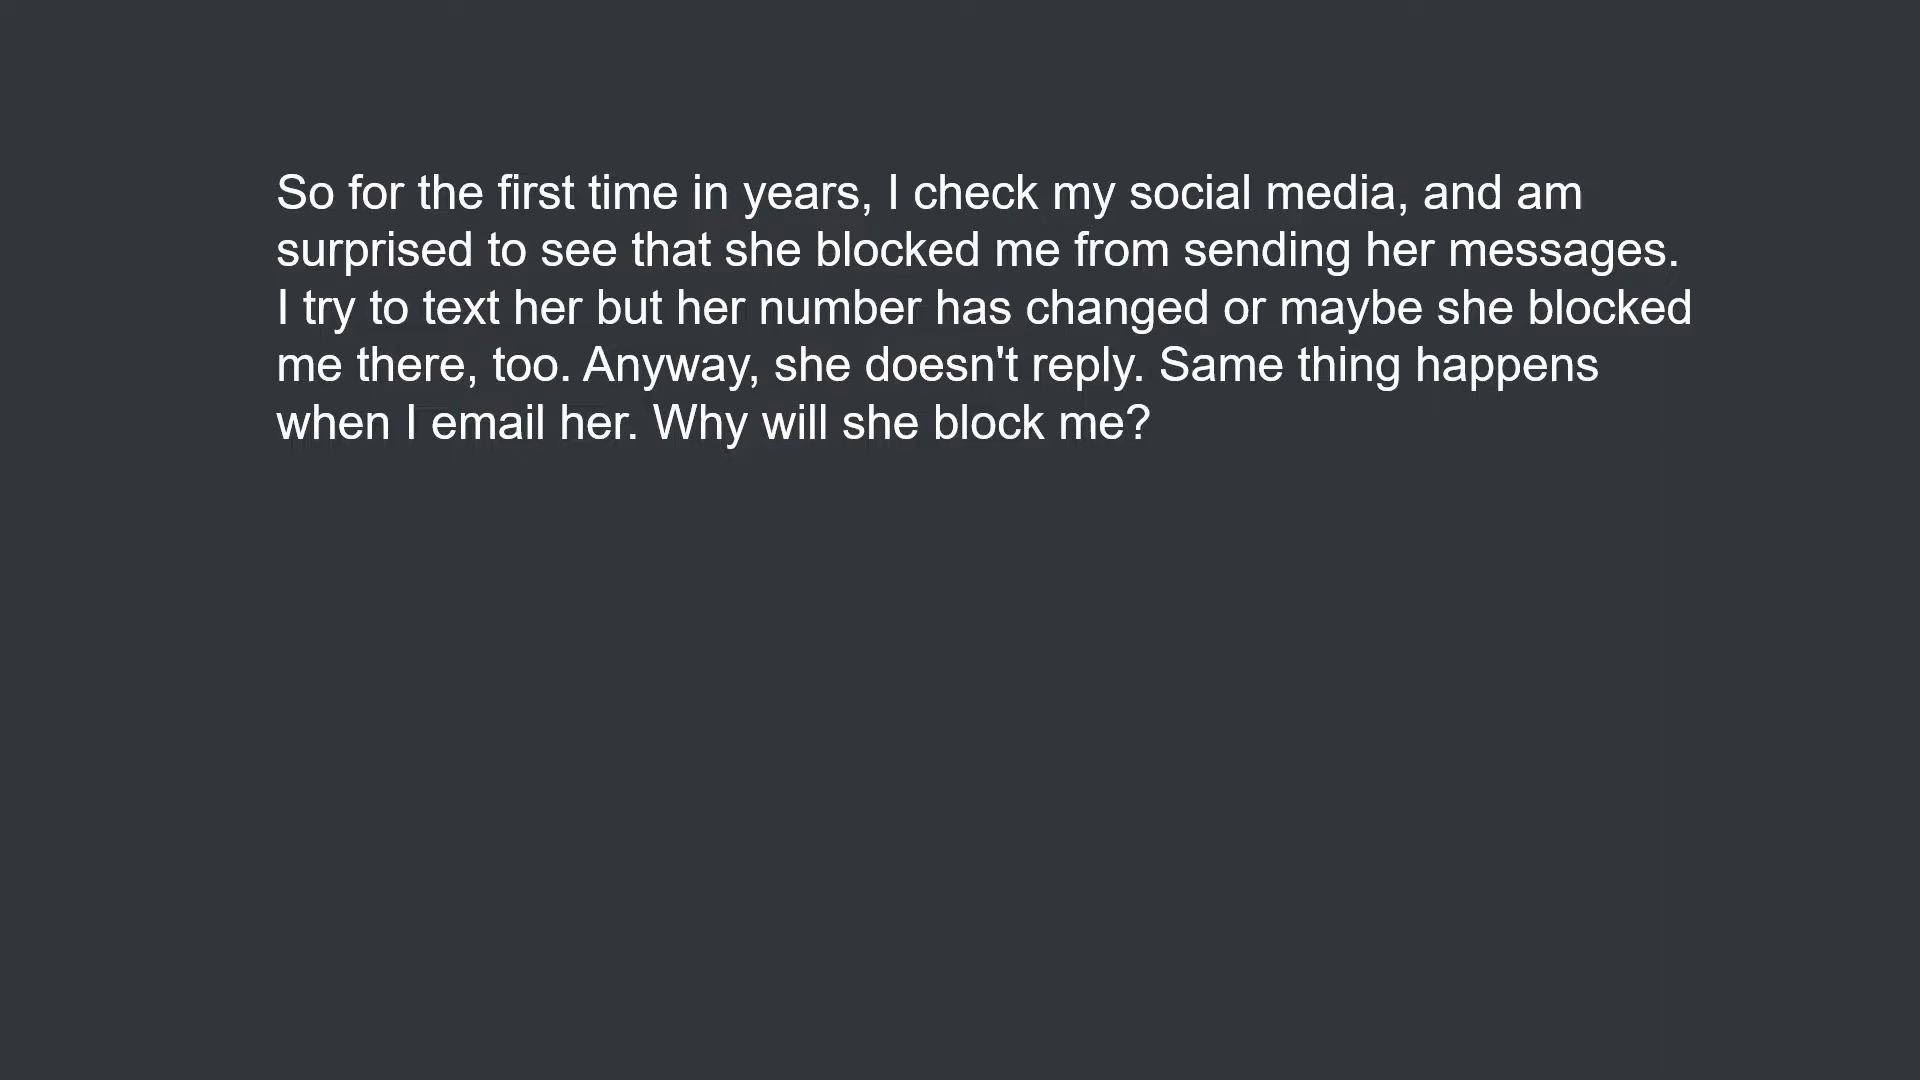 So for the first time in years, I check my social media, and am
surprised to see that she blocked me from sending her messages.
I try to text her but her number has changed or maybe she blocked
me there, too. Anyway, she doesn't reply. Same thing happens
when I email her. Why will she block me?